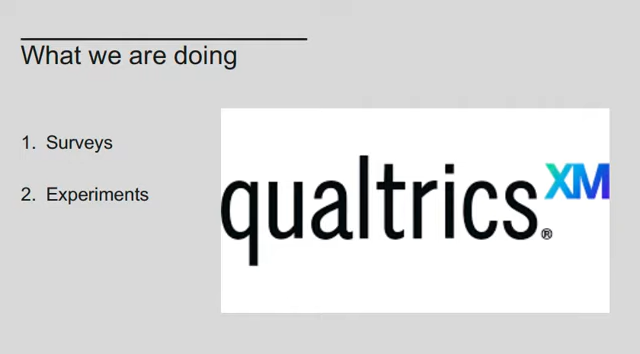 What we are doing
1. Surveys
2. Experiments
qualtrics.XM
®